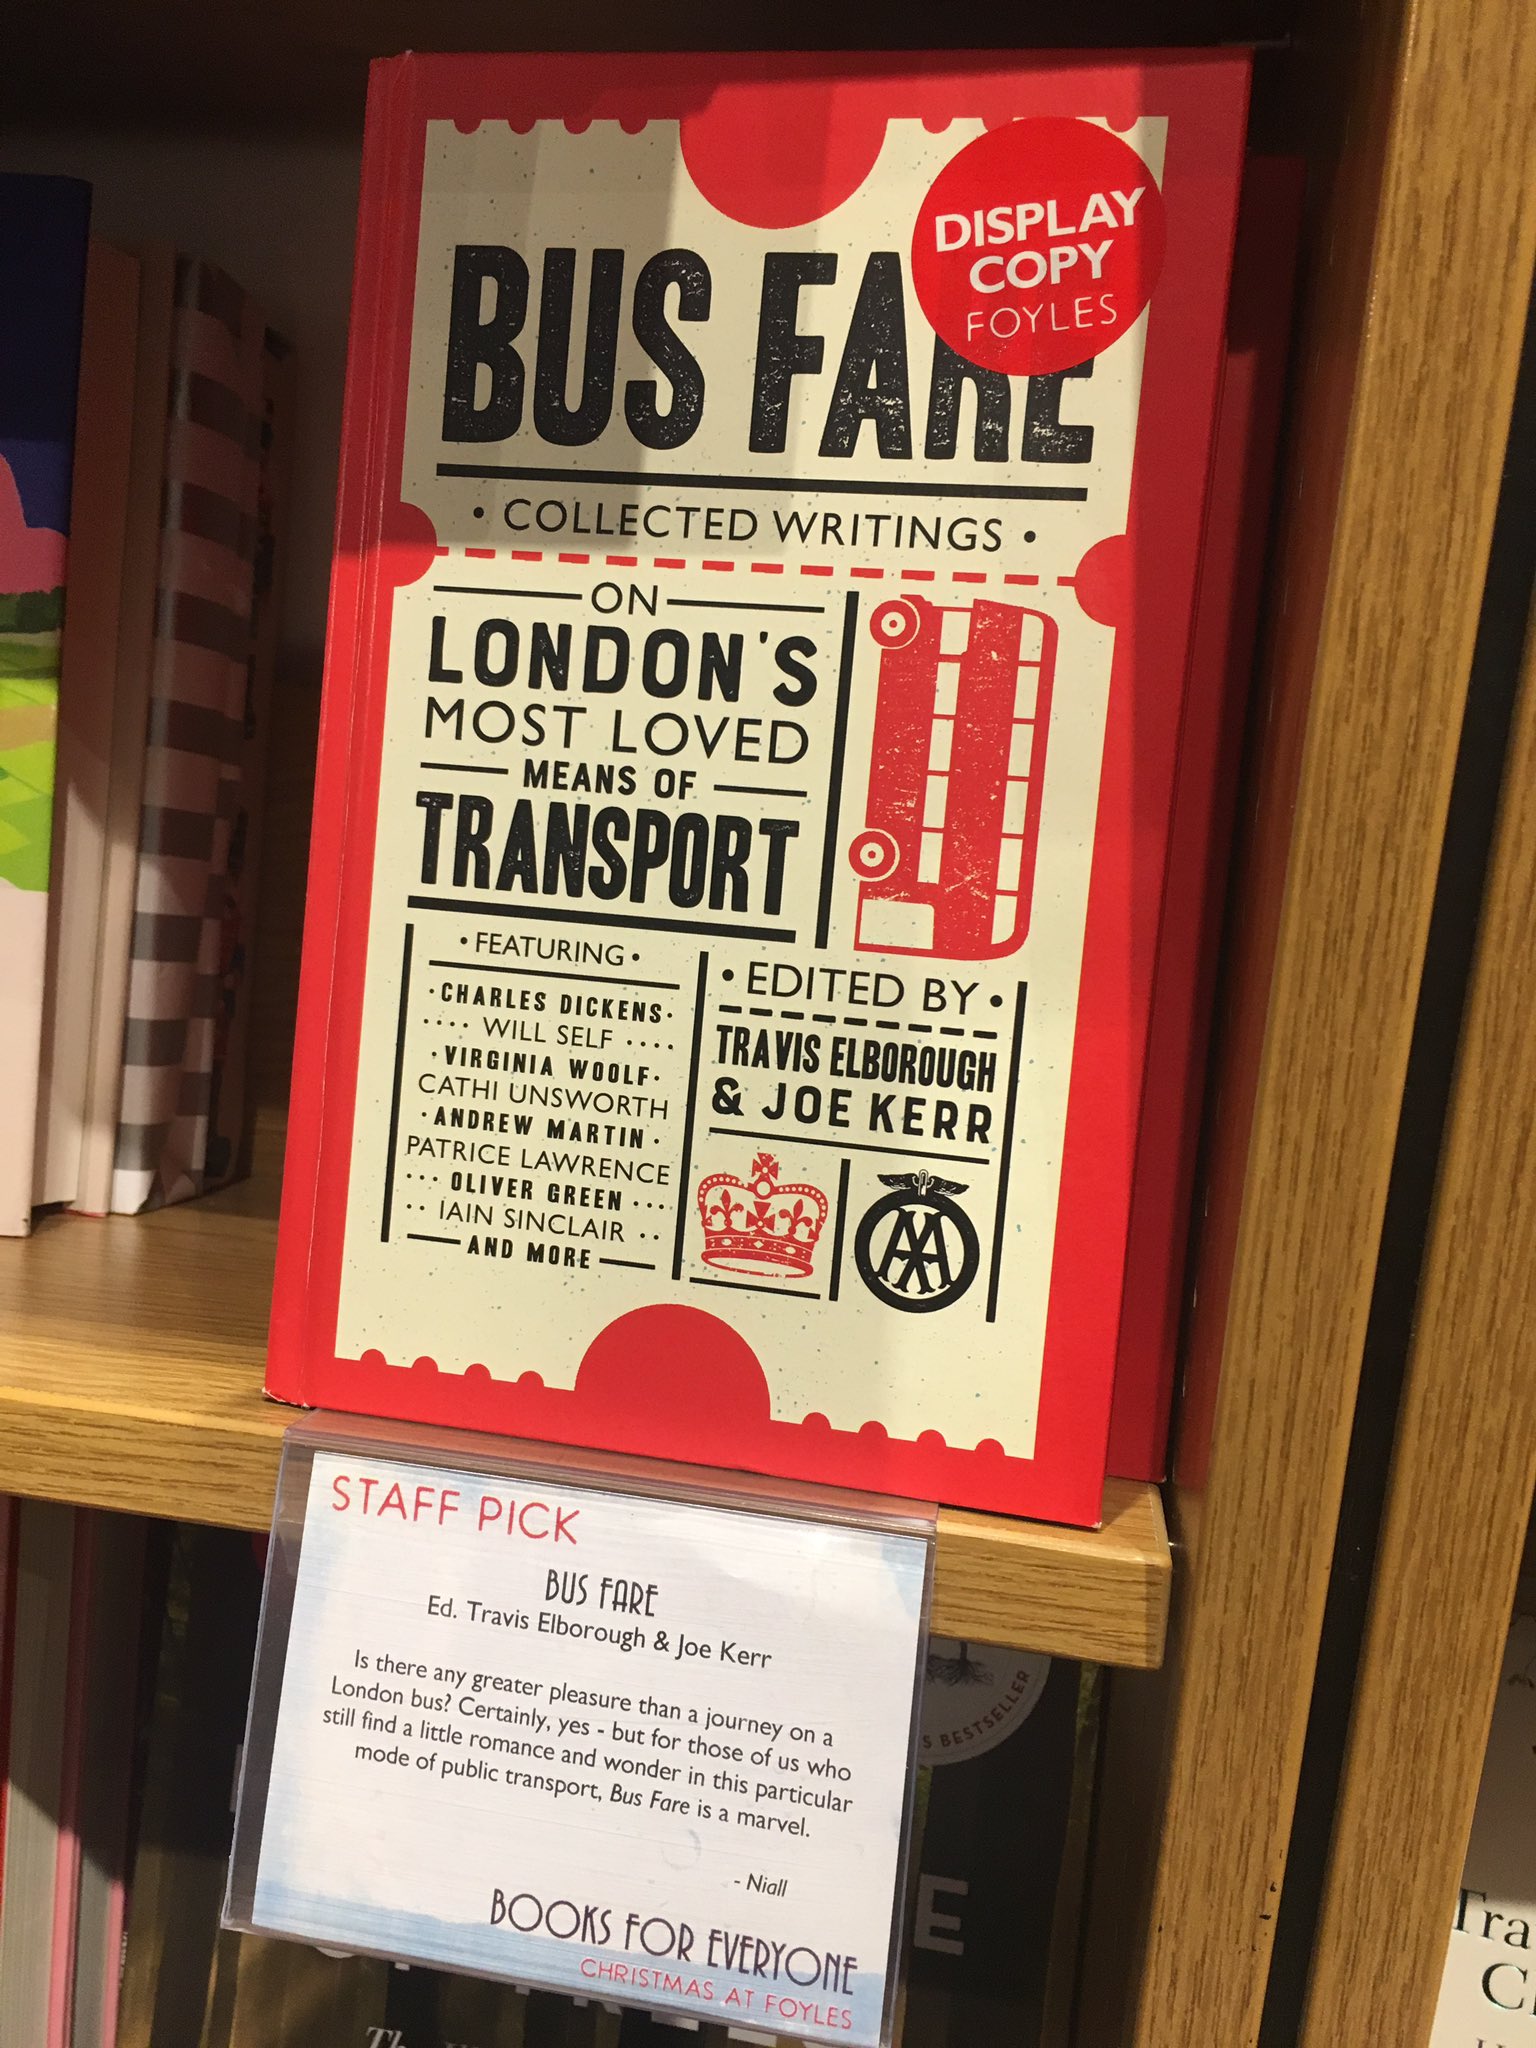 DISPLAY
COPY
FOYLES
BUS FARE
• COLLECTED WRITINGS •
ON
LONDON'S
MOST LOVED
MEANS OF
TRANSPORT
• FEATURING •
· CHARLES DICKENS ·
···· WILL SELF ····
· VIRGINIA WOOLF ·
CATHI UNSWORTH
· ANDREW MARTIN ·
PATRICE LAWRENCE
··· OLIVER GREEN ···
·· IAIN SINCLAIR ··
AND MORE
• EDITED BY •
TRAVIS ELBOROUGH
& JOE KERR
AA
STAFF PICK
BUS FARE
Ed. Travis Elborough & Joe Kerr
Is there any greater pleasure than a journey on a
London bus? Certainly, yes - but for those of us who
still find a little romance and wonder in this particular
mode of public transport, Bus Fare is a marvel.
- Niall
BOOKS FOR EVERYONE
CHRISTMAS AT FOYLES
BESTSELLER